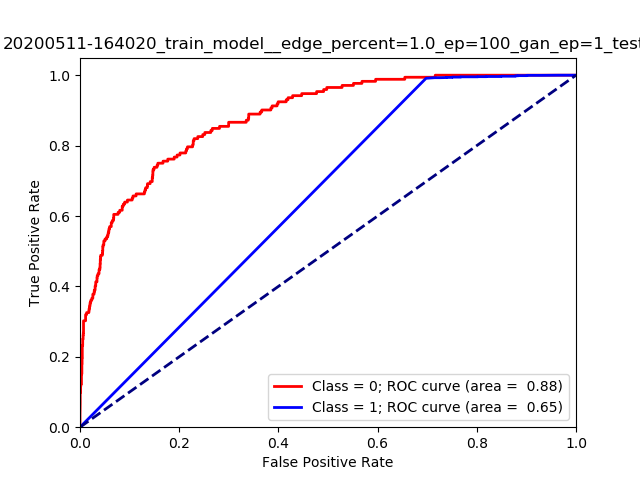 20200511-164020_train_model__edge_percent=1.0_ep=100_gan_ep=1_test
1.0
0.8
0.6
0.4
0.2
0.0
True Positive Rate
Class = 0; ROC curve (area =  0.88)
Class = 1; ROC curve (area =  0.65)
0.0 0.2 0.4 0.6 0.8 1.0
False Positive Rate